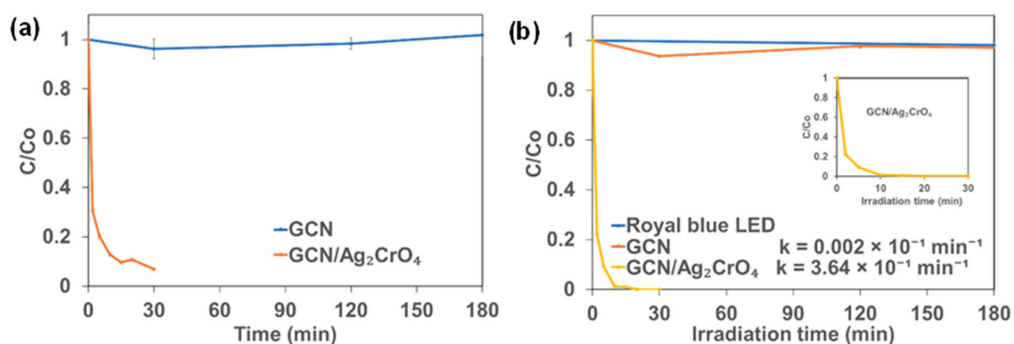 (a)
C/Co
1
0.8
0.6
0.4
0.2
0
GCN
GCN/Ag₂CrO₄
0 30 60 90 120 150 180
Time (min)
(b)
C/Co
1
0.8
0.6
0.4
0.2
0
C/Co
1
0.8
0.6
0.4
0.2
0
GCN/Ag₂CrO₄
0 10 20 30
Irradiation time (min)
Royal blue LED
GCN k = 0.002 × 10⁻¹ min⁻¹
GCN/Ag₂CrO₄ k = 3.64 × 10⁻¹ min⁻¹
0 30 60 90 120 150 180
Irradiation time (min)